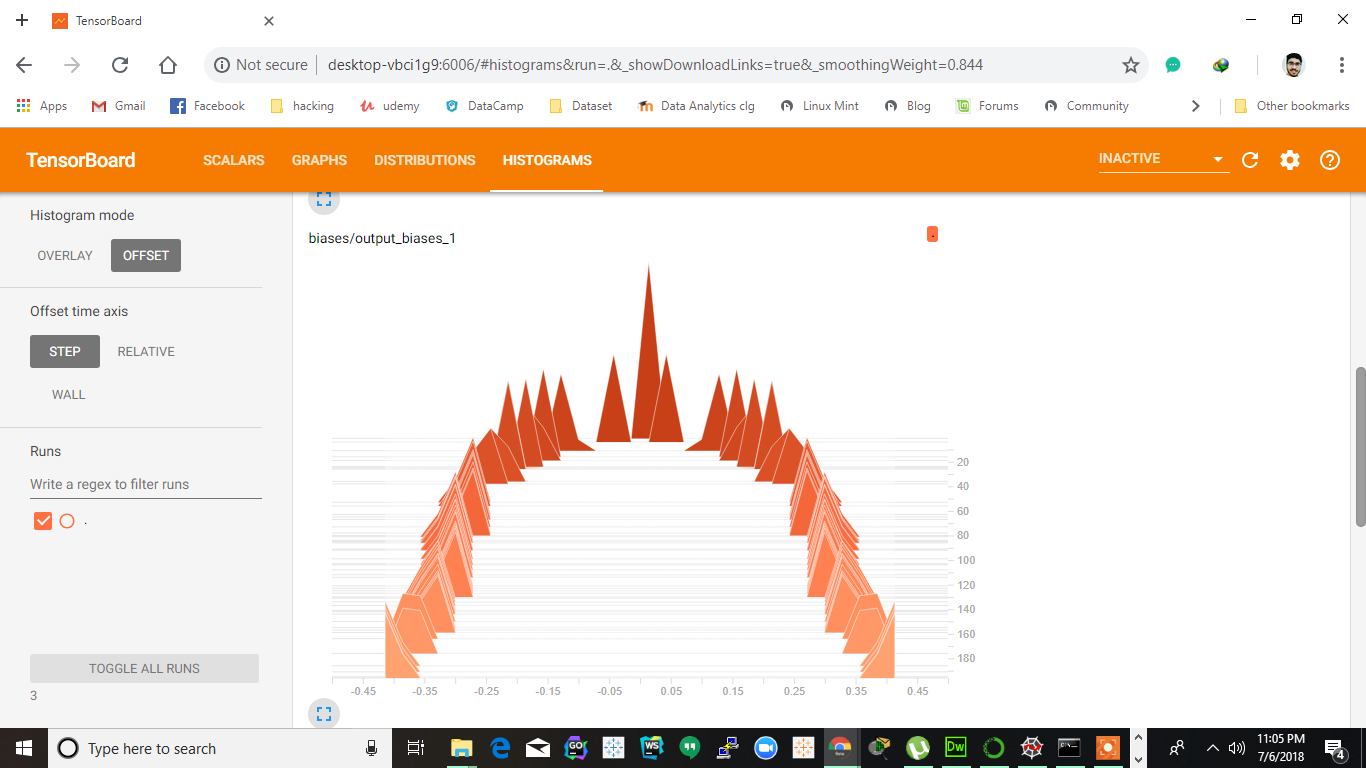 TensorBoard
Not secure desktop-vbci1g9:6006/#histograms&run=.&_showDownloadLinks=true&_smoothingWeight=0.844
Apps Gmail Facebook hacking udemy DataCamp Dataset Data Analytics clg Linux Mint Blog Forums Community Other bookmarks
TensorBoard SCALARS GRAPHS DISTRIBUTIONS HISTOGRAMS INACTIVE
Histogram mode
OVERLAY OFFSET
Offset time axis
STEP RELATIVE
WALL
Runs
Write a regex to filter runs
.
TOGGLE ALL RUNS
3
biases/output_biases_1 .
20
40
60
80
100
120
140
160
180
-0.45 -0.35 -0.25 -0.15 -0.05 0.05 0.15 0.25 0.35 0.45
Type here to search
GO WS Dw
11:05 PM
7/6/2018
4